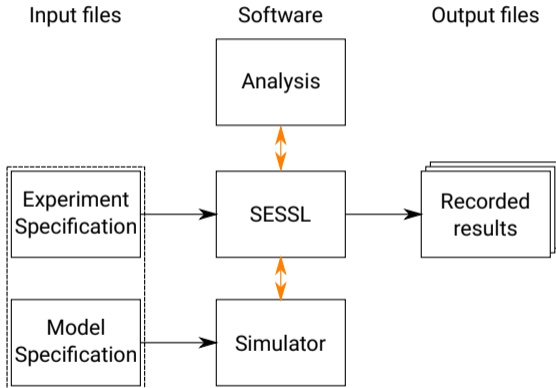 Input files
Software
Output files
Analysis
Experiment
Specification
SESSL
Recorded
results
Model
Specification
Simulator